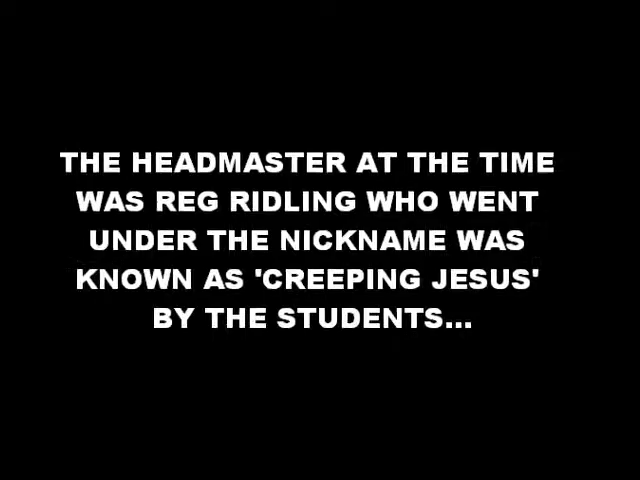 THE HEADMASTER AT THE TIME
WAS REG RIDLING WHO WENT
UNDER THE NICKNAME WAS
KNOWN AS 'CREEPING JESUS'
BY THE STUDENTS...